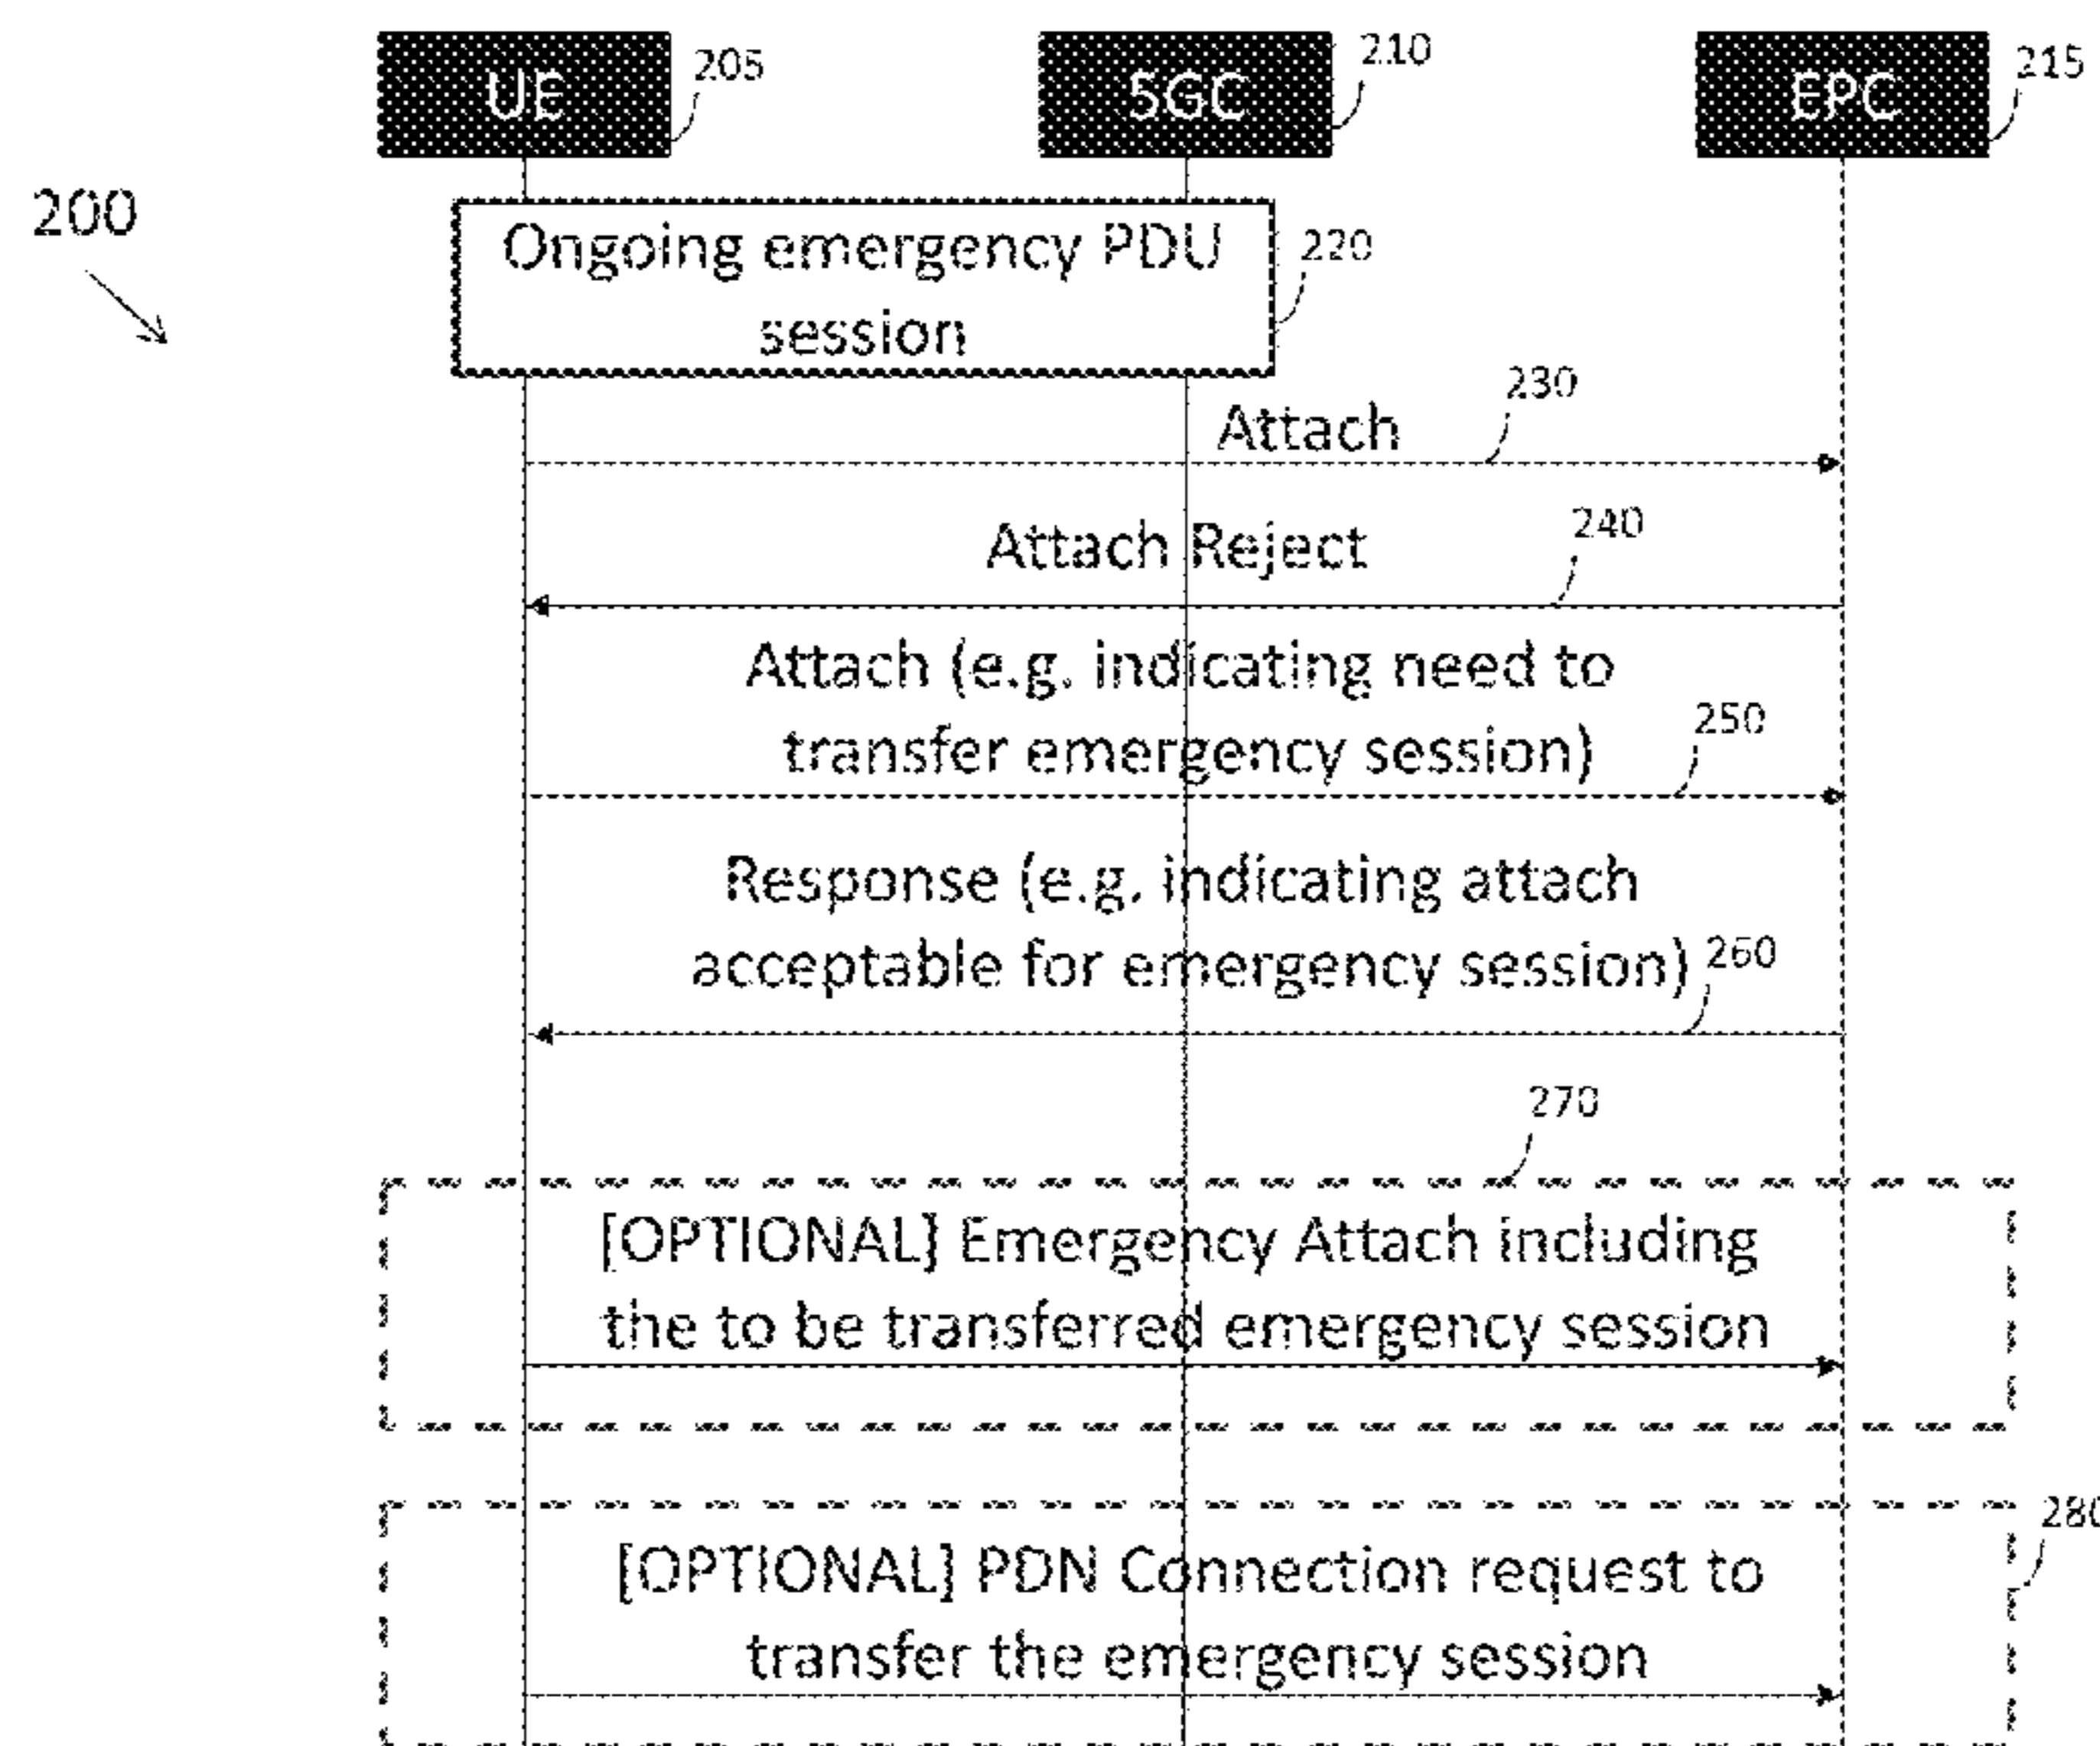 UE
205
5GC
210
EPC
215
200
Ongoing emergency PDU
session
220
230
Attach
240
Attach Reject
Attach (e.g. indicating need to
transfer emergency session)
250
Response (e.g. indicating attach
acceptable for emergency session)
260
270
[OPTIONAL] Emergency Attach including
the to be transferred emergency session
280
[OPTIONAL] PDN Connection request to
transfer the emergency session